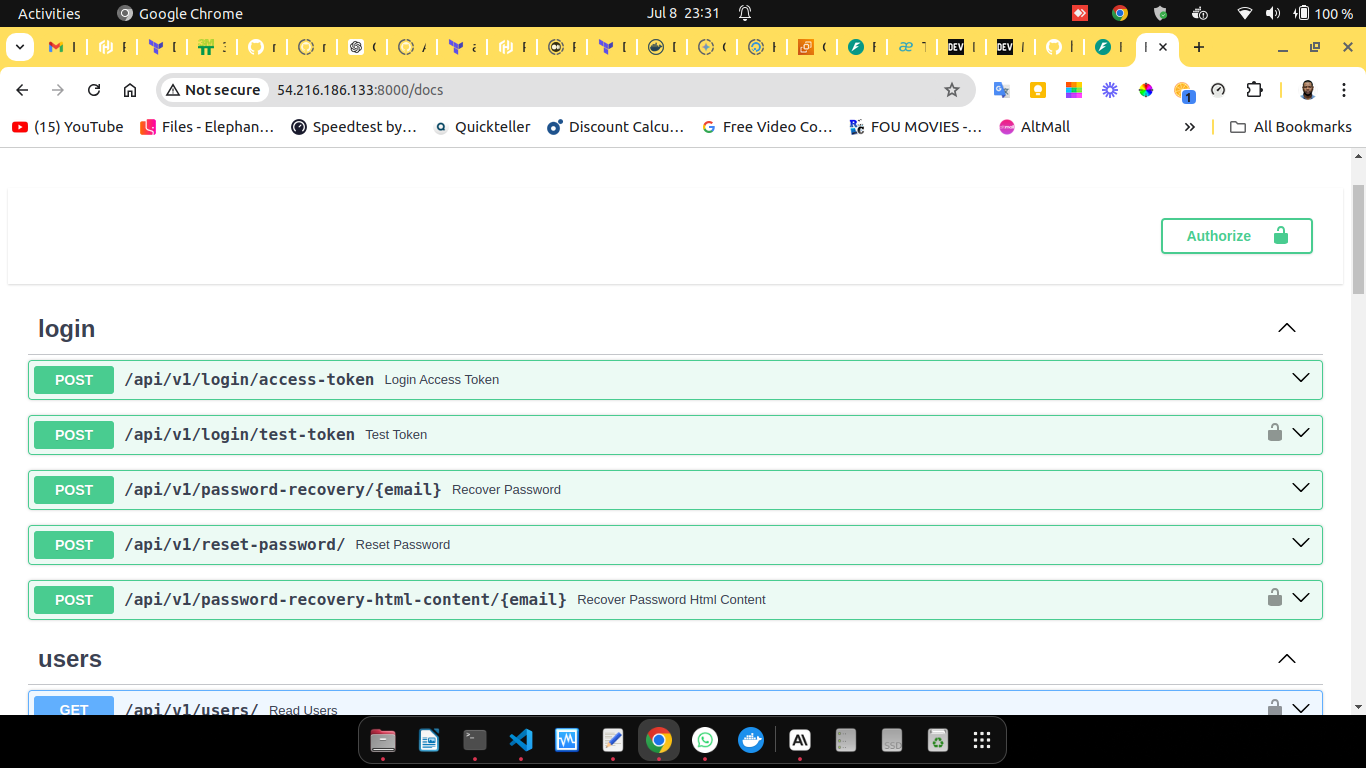 Activities Google Chrome Jul 8 23:31 100 %
Not secure 54.216.186.133:8000/docs 1
(15) YouTube Files - Elephan… Speedtest by… Quickteller Discount Calcu… Free Video Co… FOU MOVIES -… AltMall » All Bookmarks
Authorize
login
POST /api/v1/login/access-token Login Access Token
POST /api/v1/login/test-token Test Token
POST /api/v1/password-recovery/{email} Recover Password
POST /api/v1/reset-password/ Reset Password
POST /api/v1/password-recovery-html-content/{email} Recover Password Html Content
users
GET /api/v1/users/ Read Users
SSD